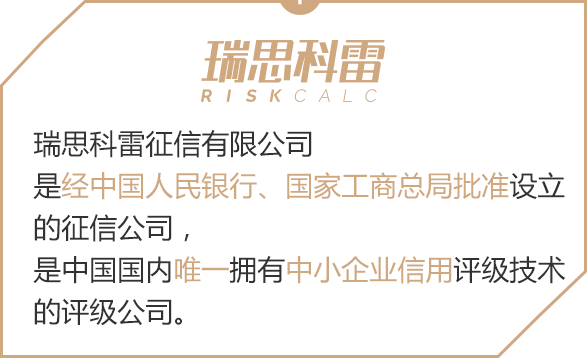 瑞思科雷
RISKCALC
瑞思科雷征信有限公司
是经中国人民银行、国家工商总局批准设立
的征信公司，
是中国国内唯一拥有中小企业信用评级技术
的评级公司。